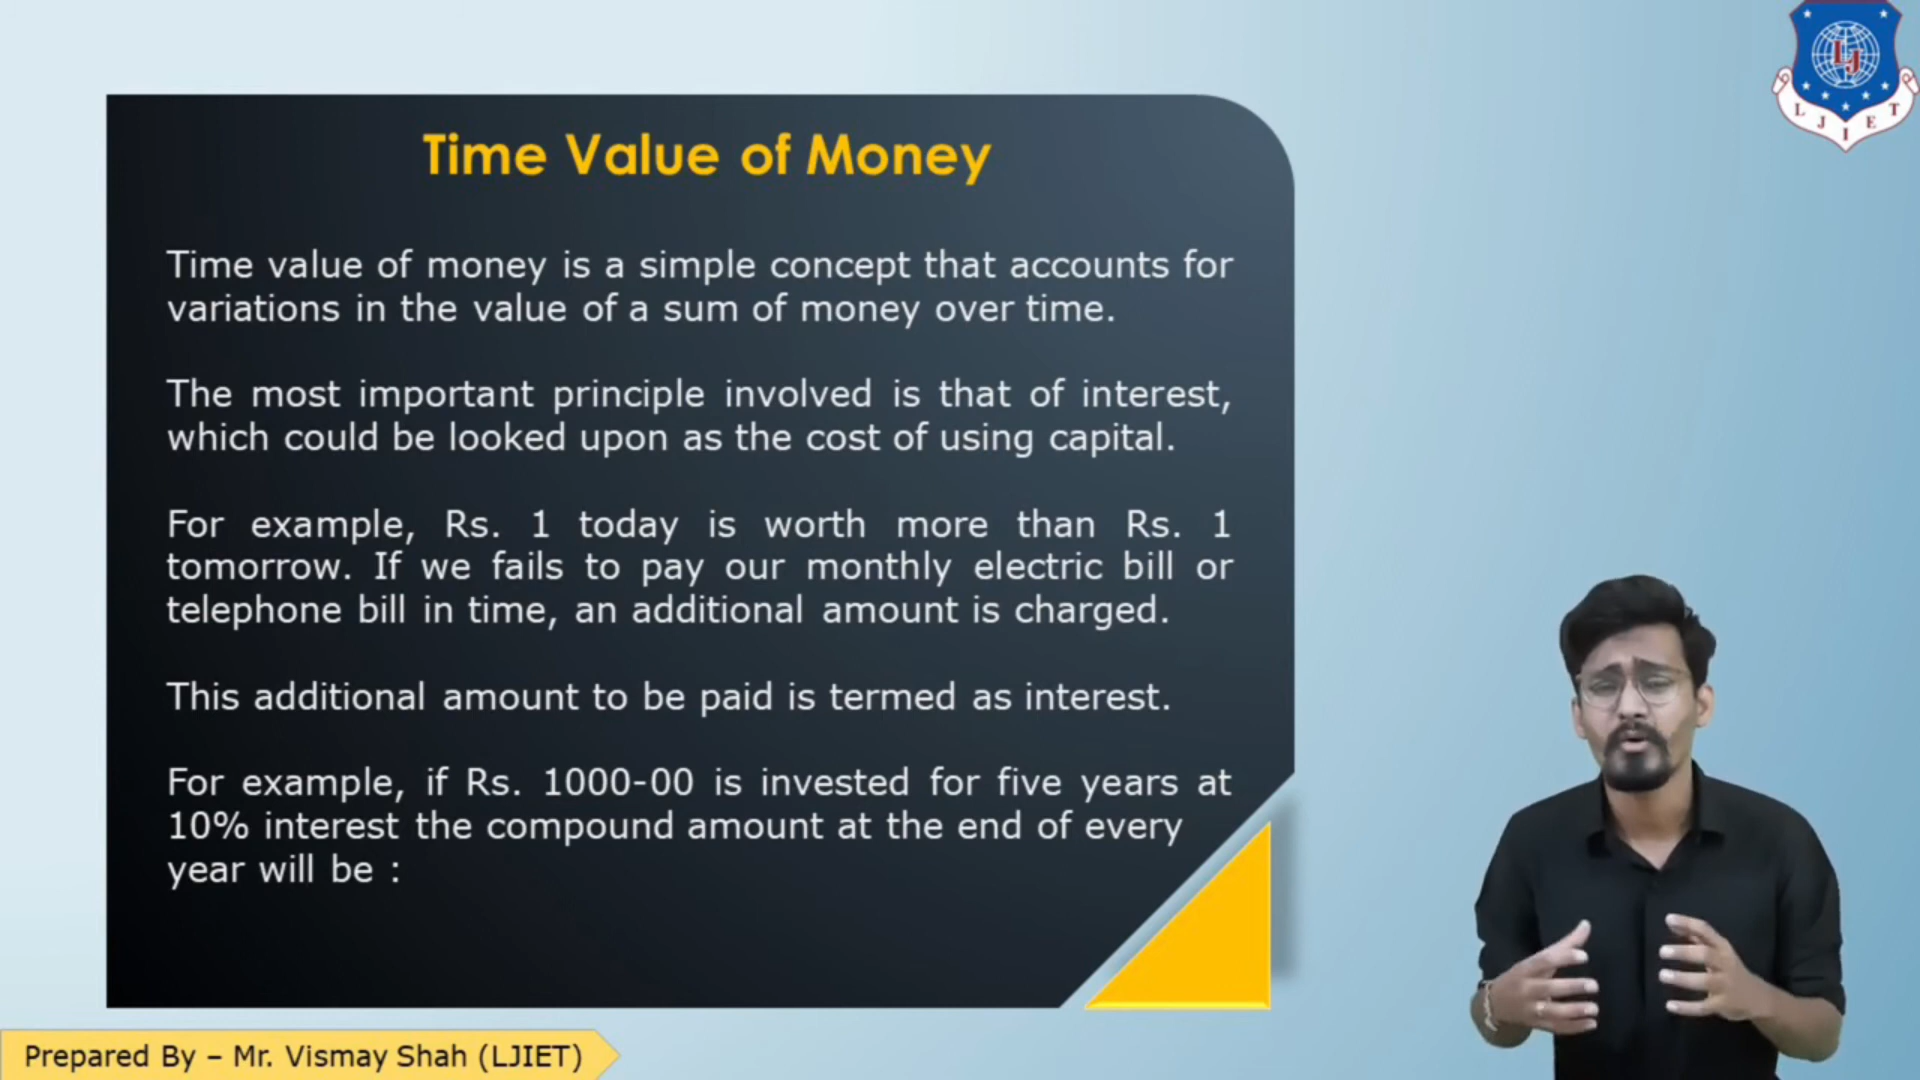 Time Value of Money
Time value of money is a simple concept that accounts for
variations in the value of a sum of money over time.
The most important principle involved is that of interest,
which could be looked upon as the cost of using capital.
For example, Rs. 1 today is worth more than Rs. 1
tomorrow. If we fails to pay our monthly electric bill or
telephone bill in time, an additional amount is charged.
This additional amount to be paid is termed as interest.
For example, if Rs. 1000-00 is invested for five years at
10% interest the compound amount at the end of every
year will be :
LJ
LJIET
Prepared By – Mr. Vismay Shah (LJIET)